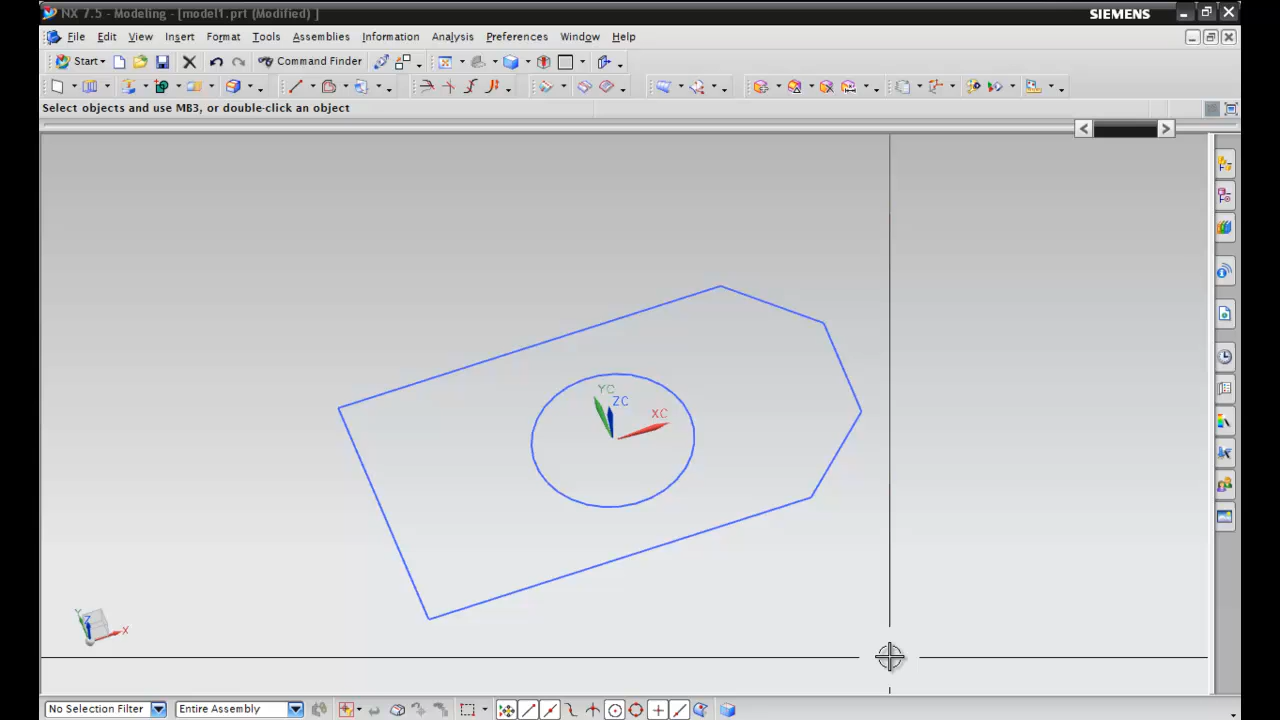 NX 7.5 - Modeling - [model1.prt (Modified) ]
SIEMENS
File Edit View Insert Format Tools Assemblies Information Analysis Preferences Window Help
Start Command Finder
Select objects and use MB3, or double-click an object
YC
ZC
XC
Y
Z
X
No Selection Filter Entire Assembly